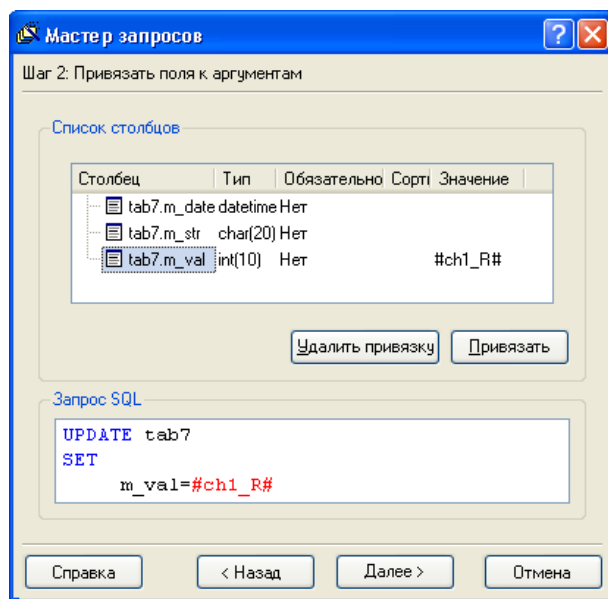 Мастер запросов
Шаг 2: Привязать поля к аргументам
Список столбцов
Столбец Тип Обязательно Сорти Значение
tab7.m_date datetime Нет
tab7.m_str char(20) Нет
tab7.m_val int(10) Нет #ch1_R#
Удалить привязку Привязать
Запрос SQL
UPDATE tab7
SET
m_val=#ch1_R#
Справка < Назад Далее > Отмена